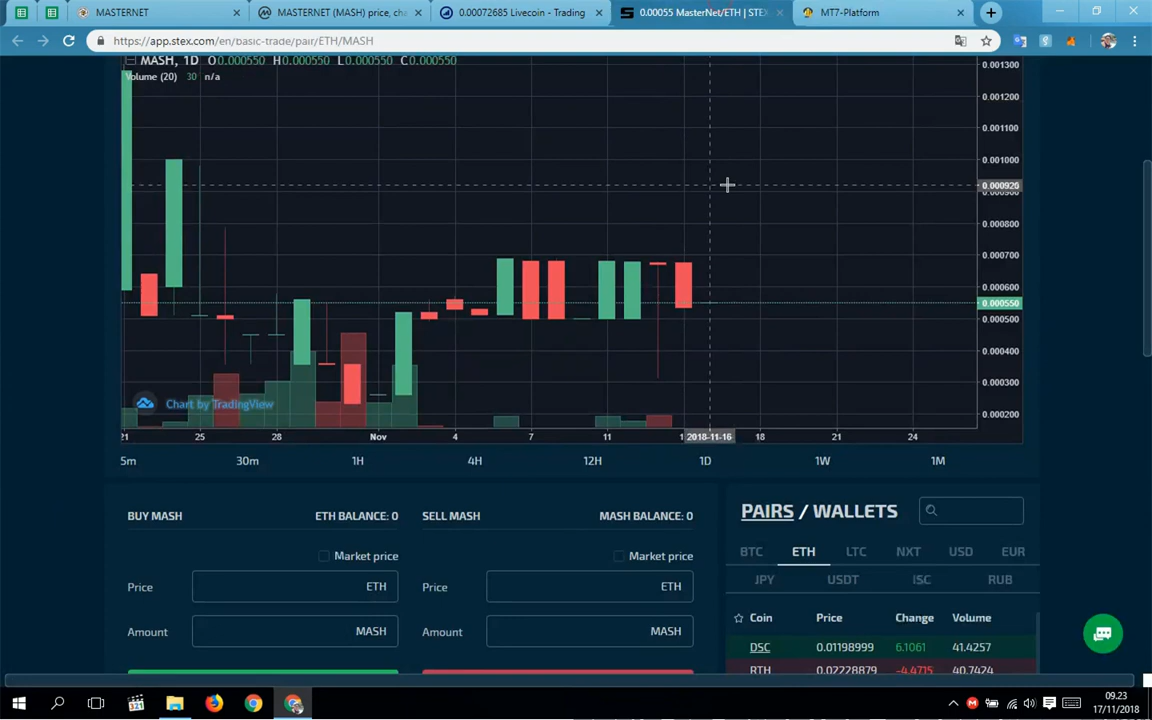 MASTERNET
MASTERNET (MASH) price, cha
0.00072685 Livecoin - Trading
0.00055 MasterNet/ETH | STEX
MT7-Platform
https://app.stex.com/en/basic-trade/pair/ETH/MASH
MASH, 1D O0.000550 H0.000550 L0.000550 C0.000550
Volume (20) 30 n/a
0.001300
0.001200
0.001100
0.001000
0.000920
0.000800
0.000700
0.000600
0.000550
0.000500
0.000400
0.000300
0.000200
Chart by TradingView
21 25 28 Nov 4 7 11 2018-11-16 18 21 24
5m 30m 1H 4H 12H 1D 1W 1M
BUY MASH ETH BALANCE: 0 SELL MASH MASH BALANCE: 0
PAIRS / WALLETS
Market price Market price
BTC ETH LTC NXT USD EUR
Price ETH Price ETH
JPY USDT ISC RUB
Coin Price Change Volume
Amount MASH Amount MASH
DSC 0.01198999 6.1061 41.4257
RTH 0.02228879 -4.4715 40.7424
321
09.23
17/11/2018